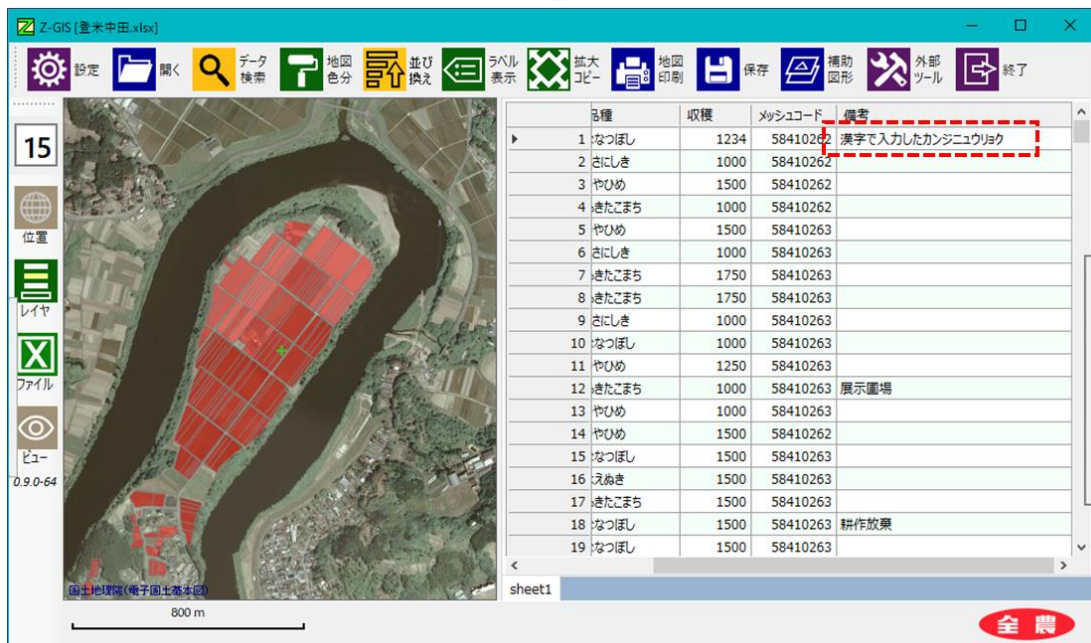 Z-GIS [登米中田.xlsx]
設定 開く データ検索 地図色分 並び換え ラベル表示 拡大コピー 地図印刷 保存 補助図形 外部ツール 終了
15
位置
レイヤ
ファイル
ビュー
0.9.0-64
国土地理院(電子国土基本図)
800 m
品種 収穫 メッシュコード 備考
1 なつぼし 1234 58410262 漢字で入力したカンジニュウリョク
2 さにしき 1000 58410262
3 やひめ 1500 58410262
4 きたこまち 1000 58410262
5 やひめ 1500 58410263
6 さにしき 1000 58410263
7 きたこまち 1750 58410263
8 きたこまち 1750 58410263
9 さにしき 1000 58410263
10 なつぼし 1000 58410263
11 やひめ 1250 58410263
12 きたこまち 1000 58410263 展示圃場
13 やひめ 1000 58410263
14 やひめ 1500 58410262
15 なつぼし 1500 58410263
16 えぬき 1500 58410263
17 きたこまち 1500 58410263
18 なつぼし 1500 58410263 耕作放棄
19 なつぼし 1500 58410263
sheet1
全農